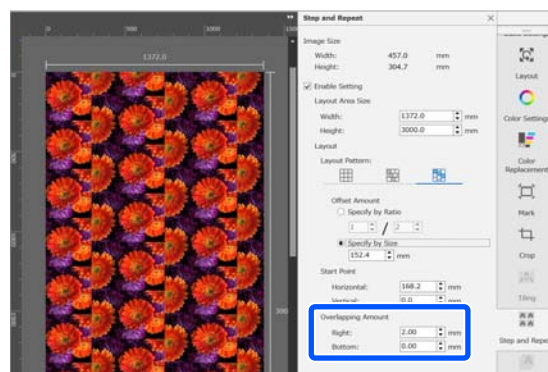 Step and Repeat
Image Size
Width: 457.0 mm
Height: 304.7 mm
Enable Setting
Layout Area Size
Width: 1372.0 mm
Height: 3000.0 mm
Layout
Layout Pattern:
Offset Amount
Specify by Ratio
1 / 2
Specify by Size
152.4 mm
Start Point
Horizontal: 168.2 mm
Vertical: 0.0 mm
Overlapping Amount
Right: 2.00 mm
Bottom: 0.00 mm
0 500 1000
1372.0
Layout
Color Settings
Color
Replacement
Mark
Crop
Tiling
Step and Repeat